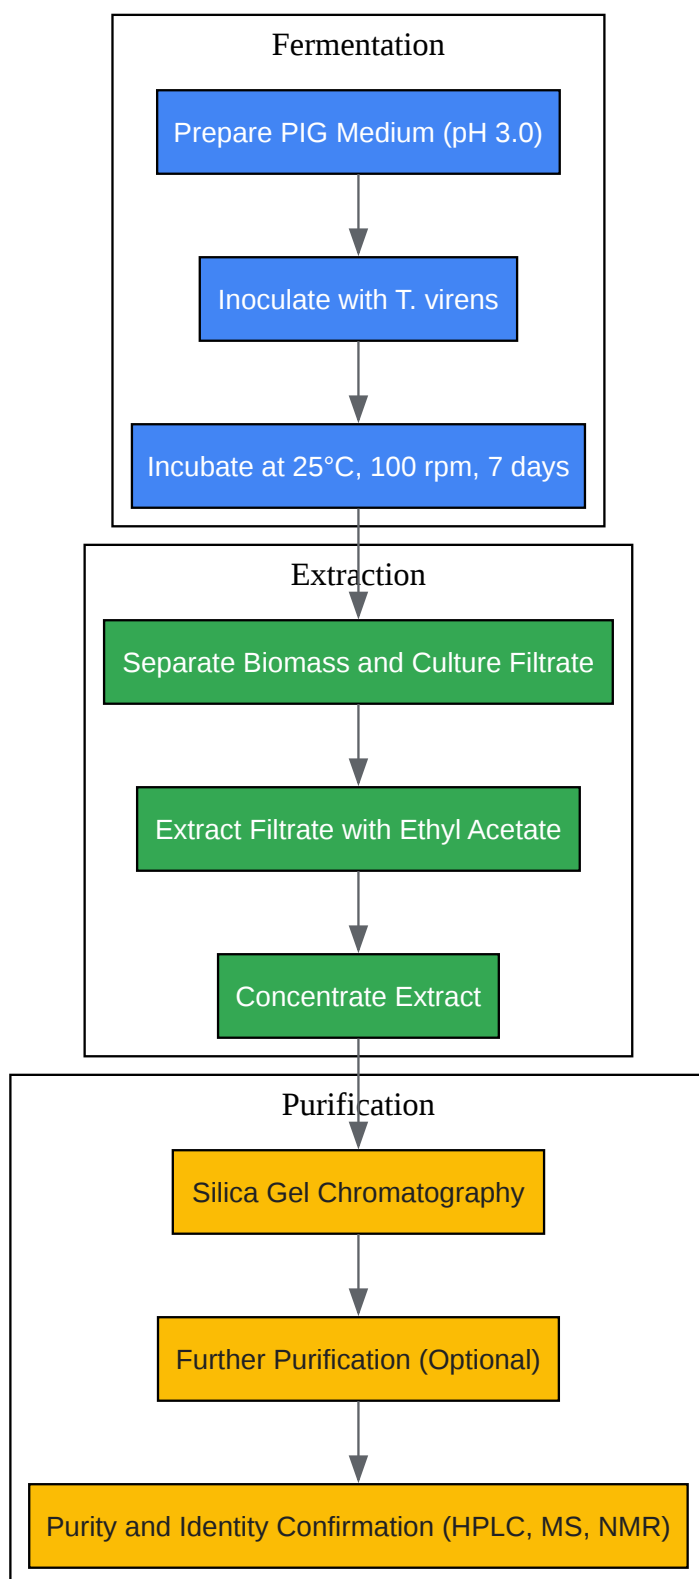 Fermentation
Prepare PIG Medium (pH 3.0)
Inoculate with T. virens
Incubate at 25°C, 100 rpm, 7 days
Extraction
Separate Biomass and Culture Filtrate
Extract Filtrate with Ethyl Acetate
Concentrate Extract
Purification
Silica Gel Chromatography
Further Purification (Optional)
Purity and Identity Confirmation (HPLC, MS, NMR)